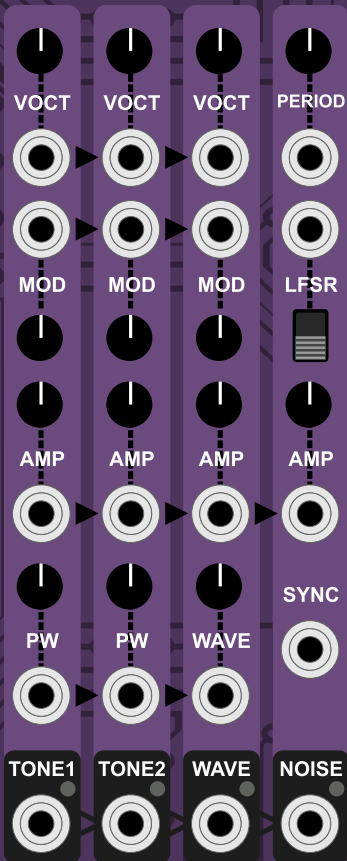 VOCT VOCT VOCT PERIOD
MOD MOD MOD LFSR
AMP AMP AMP AMP
PW PW WAVE SYNC
TONE1 TONE2 WAVE NOISE